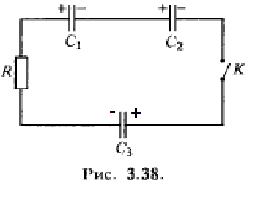 + - + -
C1 C2
R K
- +
C3
Рис. 3.38.